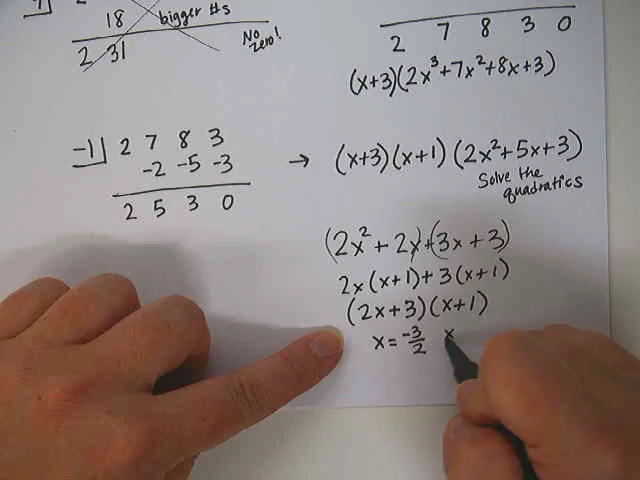 18 bigger #s
2 31 No zero!
2 7 8 3 0
(x+3)(2x³+7x²+8x+3)
-1 2 7 8 3
-2 -5 -3
2 5 3 0
→ (x+3)(x+1)(2x²+5x+3)
Solve the
quadratics
(2x²+2x)+(3x+3)
2x(x+1)+3(x+1)
(2x+3)(x+1)
x = -3/2 x